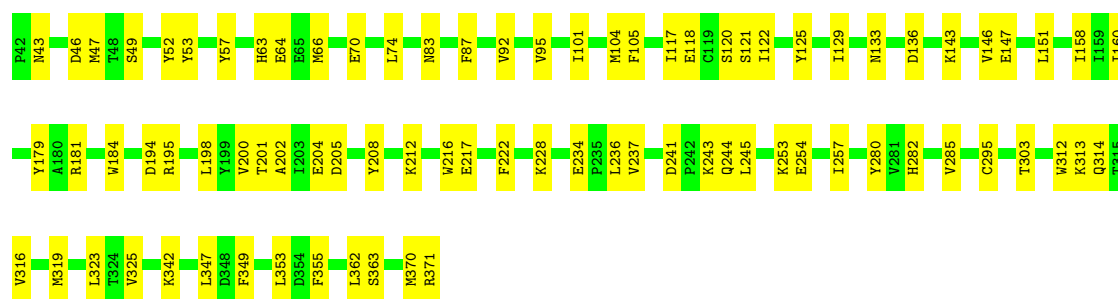 P42 N43 D46 M47 T48 S49 Y52 Y53 Y57 H63 E64 E65 M66 E70 L74 N83 F87 V92 V95 I101 M104 F105 I117 E118 C119 S120 S121 I122 Y125 I129 N133 D136 K143 V146 E147 L151 I158 I159 I160
Y179 A180 R181 W184 D194 R195 L198 Y199 V200 T201 A202 I203 E204 D205 Y208 K212 W216 E217 F222 K228 E234 P235 L236 V237 D241 P242 K243 Q244 L245 K253 E254 I257 Y280 V281 H282 V285 C295 T303 W312 K313 Q314 T315
V316 M319 L323 T324 V325 K342 L347 D348 F349 L353 D354 F355 L362 S363 M370 R371